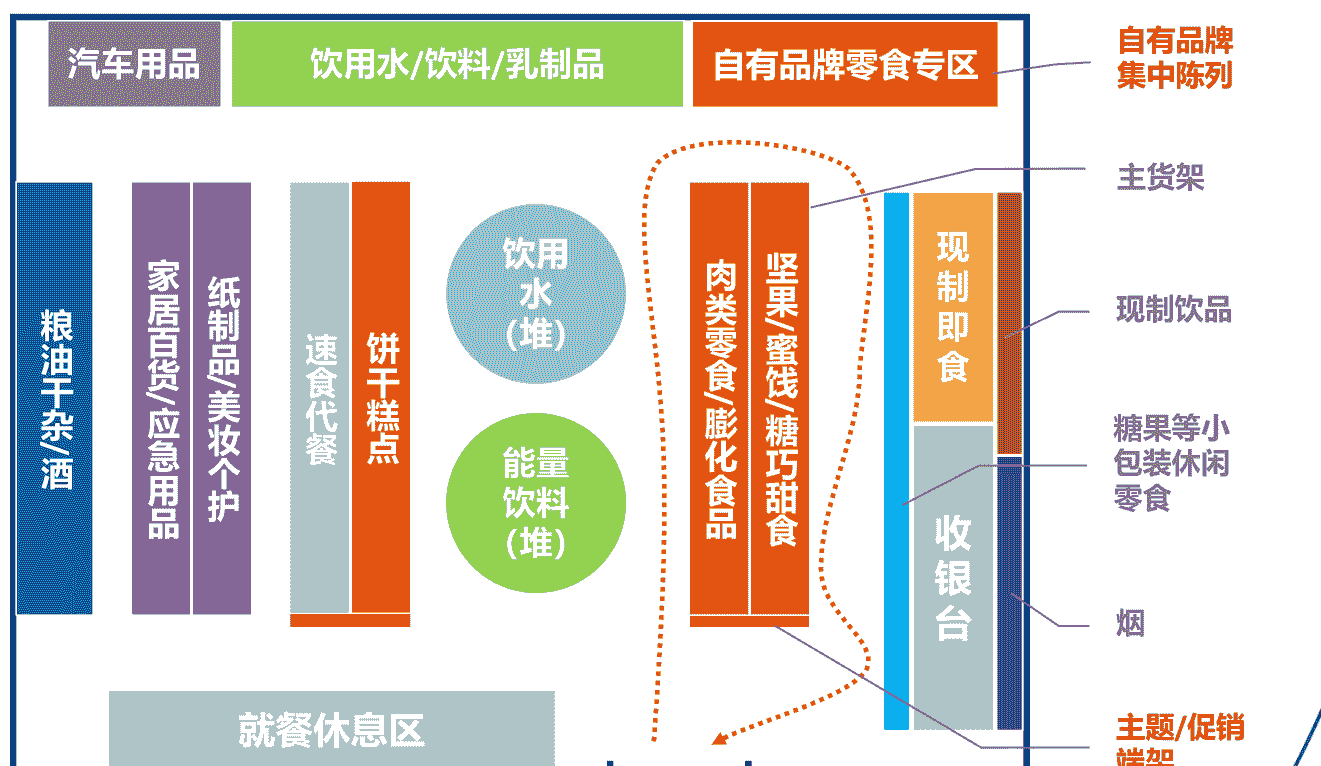 汽车用品
饮用水/饮料/乳制品
自有品牌零食专区
自有品牌
集中陈列
主货架
粮油干杂/酒
家居百货/应急用品
纸制品/美妆个护
速食代餐
饼干糕点
饮用
水
(堆)
能量
饮料
(堆)
肉类零食/膨化食品
坚果/蜜饯/糖巧甜食
现制即食
收银台
现制饮品
糖果等小
包装休闲
零食
烟
就餐休息区
主题/促销
端架